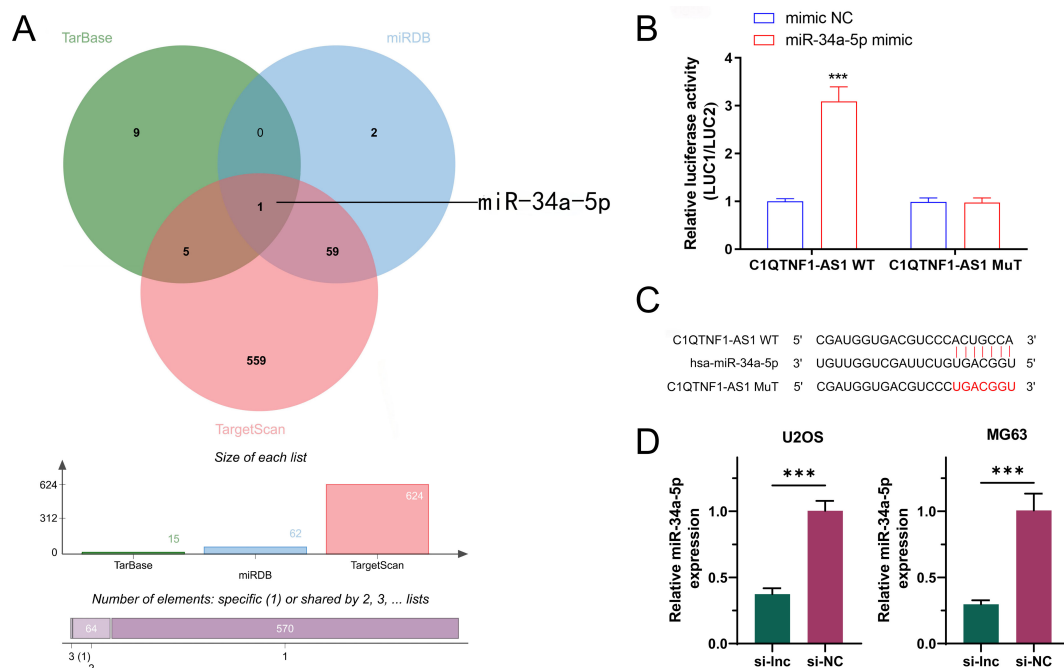 A
TarBase
miRDB
9
0
2
1
miR-34a-5p
5
59
559
TargetScan
Size of each list
624
312
0
15
62
624
TarBase
miRDB
TargetScan
Number of elements: specific (1) or shared by 2, 3, ... lists
64
570
3 (1)
2
1
B
mimic NC
miR-34a-5p mimic
Relative luciferase activity
(LUC1/LUC2)
4
3
2
1
0
***
C1QTNF1-AS1 WT
C1QTNF1-AS1 MuT
C
C1QTNF1-AS1 WT 5' CGAUGGUGACGUCCCACUGCCA 3'
hsa-miR-34a-5p 3' UGUUGGUCGAUUCUGUGACGGU 5'
C1QTNF1-AS1 MuT 5' CGAUGGUGACGUCCCUGACGGU 3'
D
U2OS
Relative miR-34a-5p
expression
1.0
0.5
0.0
***
si-lnc
si-NC
MG63
Relative miR-34a-5p
expression
1.0
0.5
0.0
***
si-lnc
si-NC